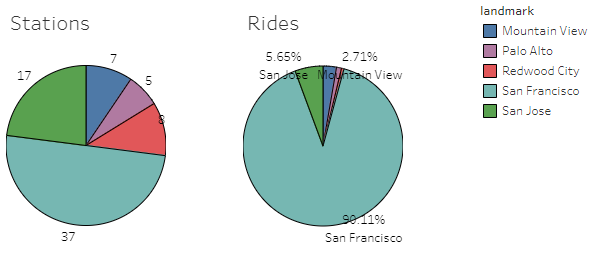 Stations
7
5
8
37
17
Rides
5.65%
San Jose
2.71%
Mountain View
90.11%
San Francisco
landmark
Mountain View
Palo Alto
Redwood City
San Francisco
San Jose